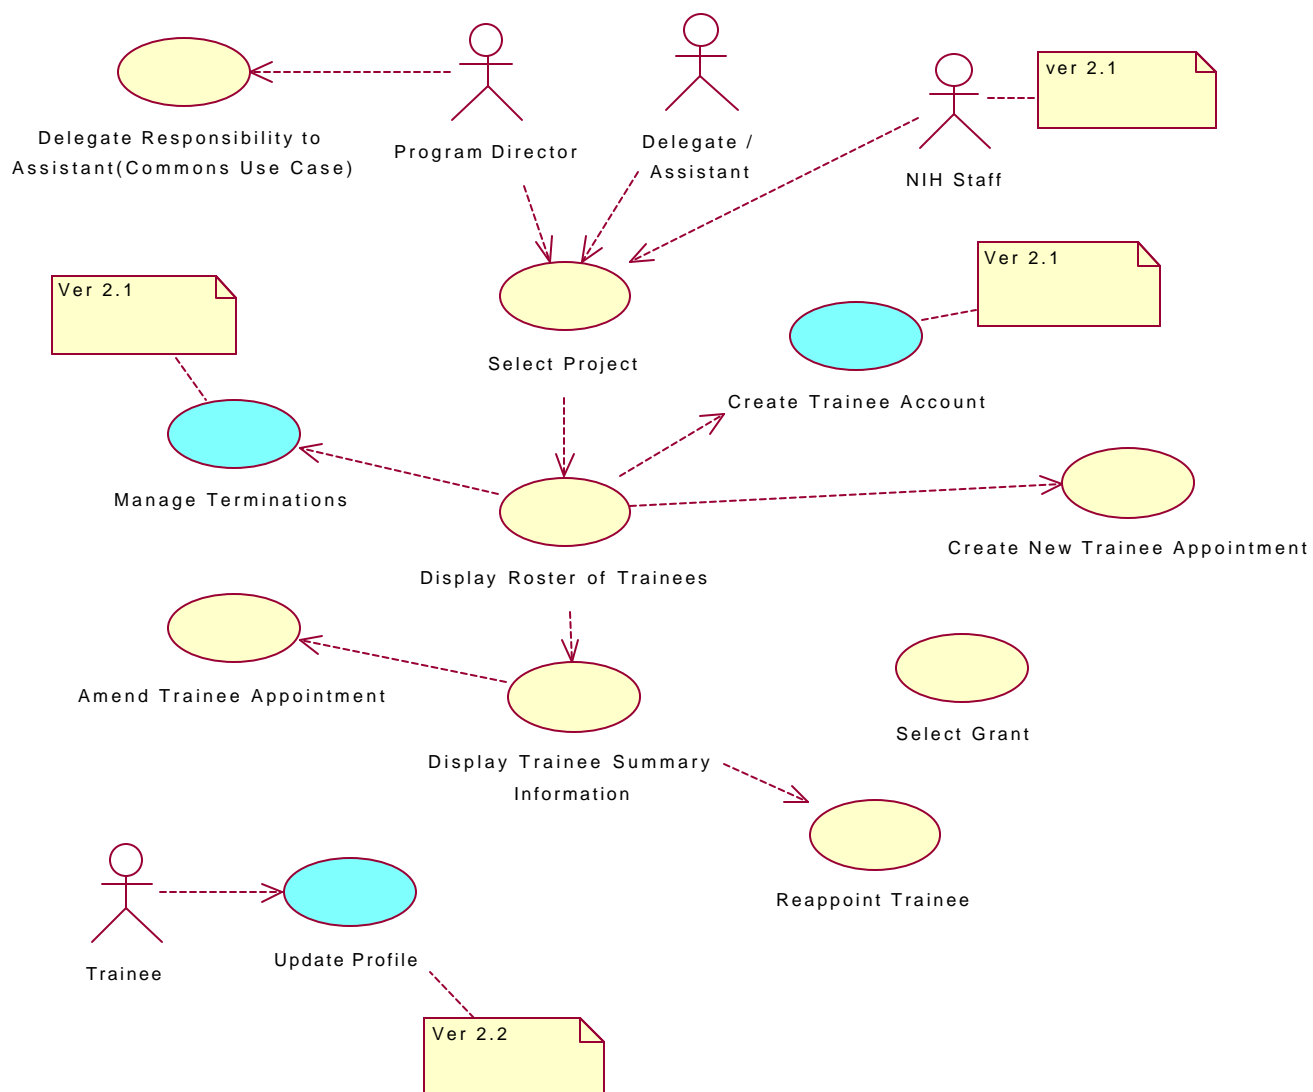 ver 2.1
Delegate Responsibility to
Assistant(Commons Use Case)
Program Director
Delegate /
Assistant
NIH Staff
Ver 2.1
Ver 2.1
Select Project
Create Trainee Account
Manage Terminations
Create New Trainee Appointment
Display Roster of Trainees
Amend Trainee Appointment
Select Grant
Display Trainee Summary
Information
Reappoint Trainee
Trainee
Update Profile
Ver 2.2